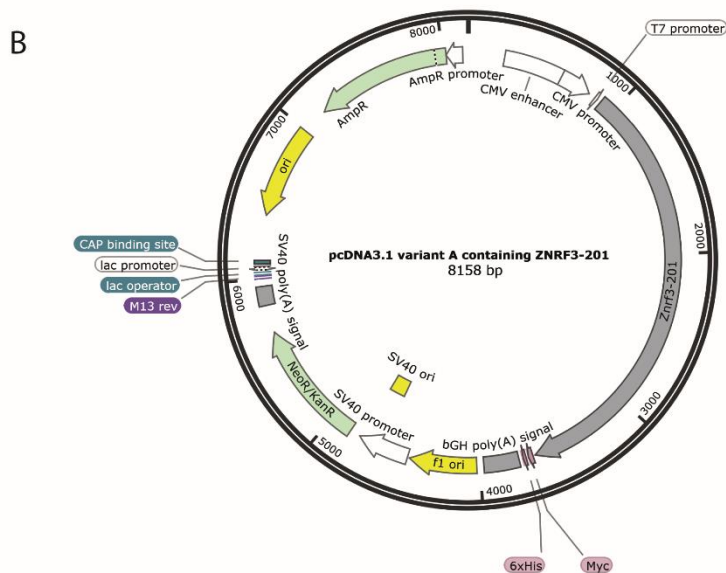 B
T7 promoter
8000
1000
AmpR promoter
CMV enhancer
CMV promoter
AmpR
7000
ori
2000
CAP binding site
lac promoter
lac operator
M13 rev
6000
SV40 poly(A) signal
pcDNA3.1 variant A containing ZNRF3-201
8158 bp
Znrf3-201
SV40 ori
NeoR/KanR
SV40 promoter
bGH poly(A) signal
3000
5000
f1 ori
4000
6xHis
Myc